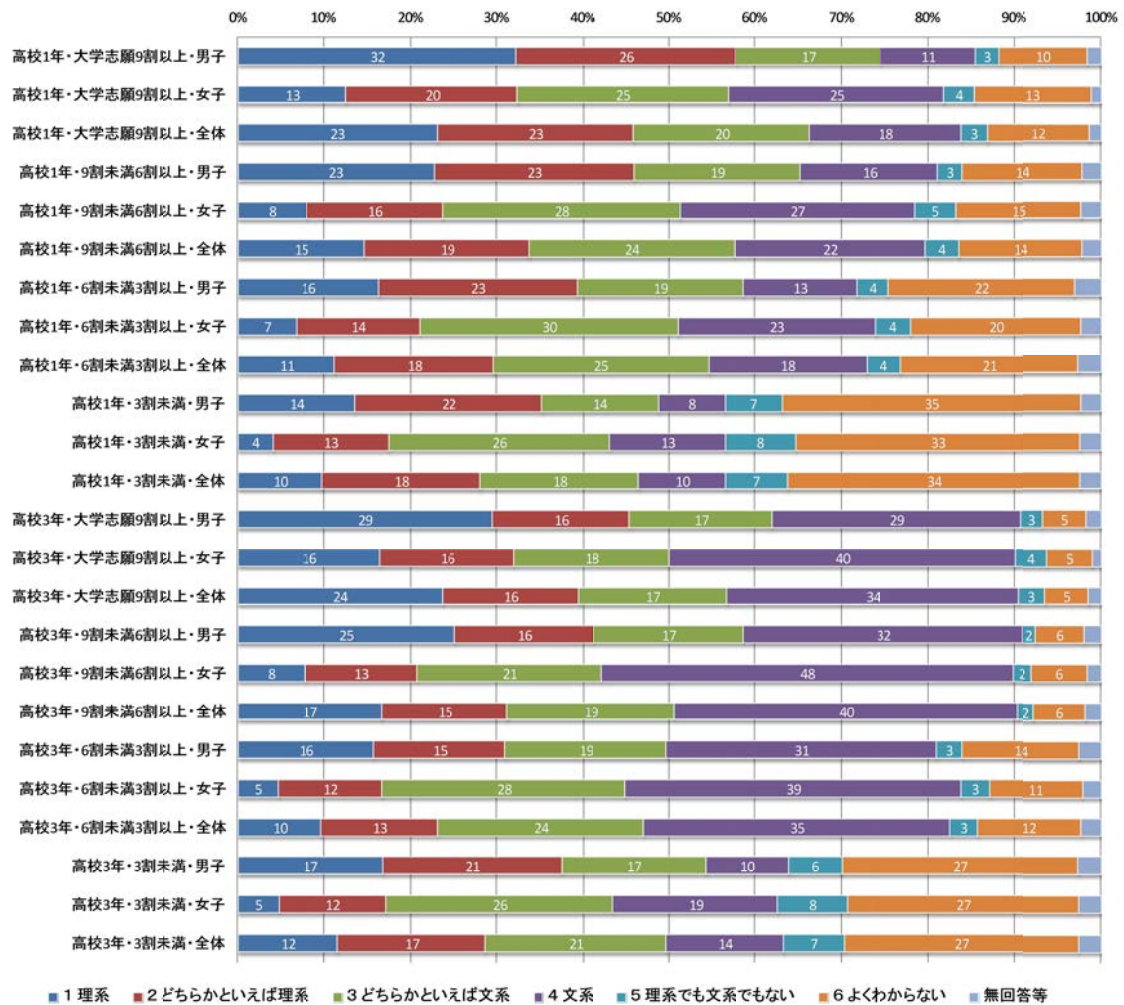 0% 10% 20% 30% 40% 50% 60% 70% 80% 90% 100%
高校1年・大学志願9割以上・男子 32 26 17 11 3 10
高校1年・大学志願9割以上・女子 13 20 25 25 4 13
高校1年・大学志願9割以上・全体 23 23 20 18 3 12
高校1年・9割未満6割以上・男子 23 23 19 16 3 14
高校1年・9割未満6割以上・女子 8 16 28 27 5 15
高校1年・9割未満6割以上・全体 15 19 24 22 4 14
高校1年・6割未満3割以上・男子 16 23 19 13 4 22
高校1年・6割未満3割以上・女子 7 14 30 23 4 20
高校1年・6割未満3割以上・全体 11 18 25 18 4 21
高校1年・3割未満・男子 14 22 14 8 7 35
高校1年・3割未満・女子 4 13 26 13 8 33
高校1年・3割未満・全体 10 18 18 10 7 34
高校3年・大学志願9割以上・男子 29 16 17 29 3 5
高校3年・大学志願9割以上・女子 16 16 18 40 4 5
高校3年・大学志願9割以上・全体 24 16 17 34 3 5
高校3年・9割未満6割以上・男子 25 16 17 32 2 6
高校3年・9割未満6割以上・女子 8 13 21 48 2 6
高校3年・9割未満6割以上・全体 17 15 19 40 2 6
高校3年・6割未満3割以上・男子 16 15 19 31 3 14
高校3年・6割未満3割以上・女子 5 12 28 39 3 11
高校3年・6割未満3割以上・全体 10 13 24 35 3 12
高校3年・3割未満・男子 17 21 17 10 6 27
高校3年・3割未満・女子 5 12 26 19 8 27
高校3年・3割未満・全体 12 17 21 14 7 27
1 理系 2 どちらかといえば理系 3 どちらかといえば文系 4 文系 5 理系でも文系でもない 6 よくわからない 無回答等